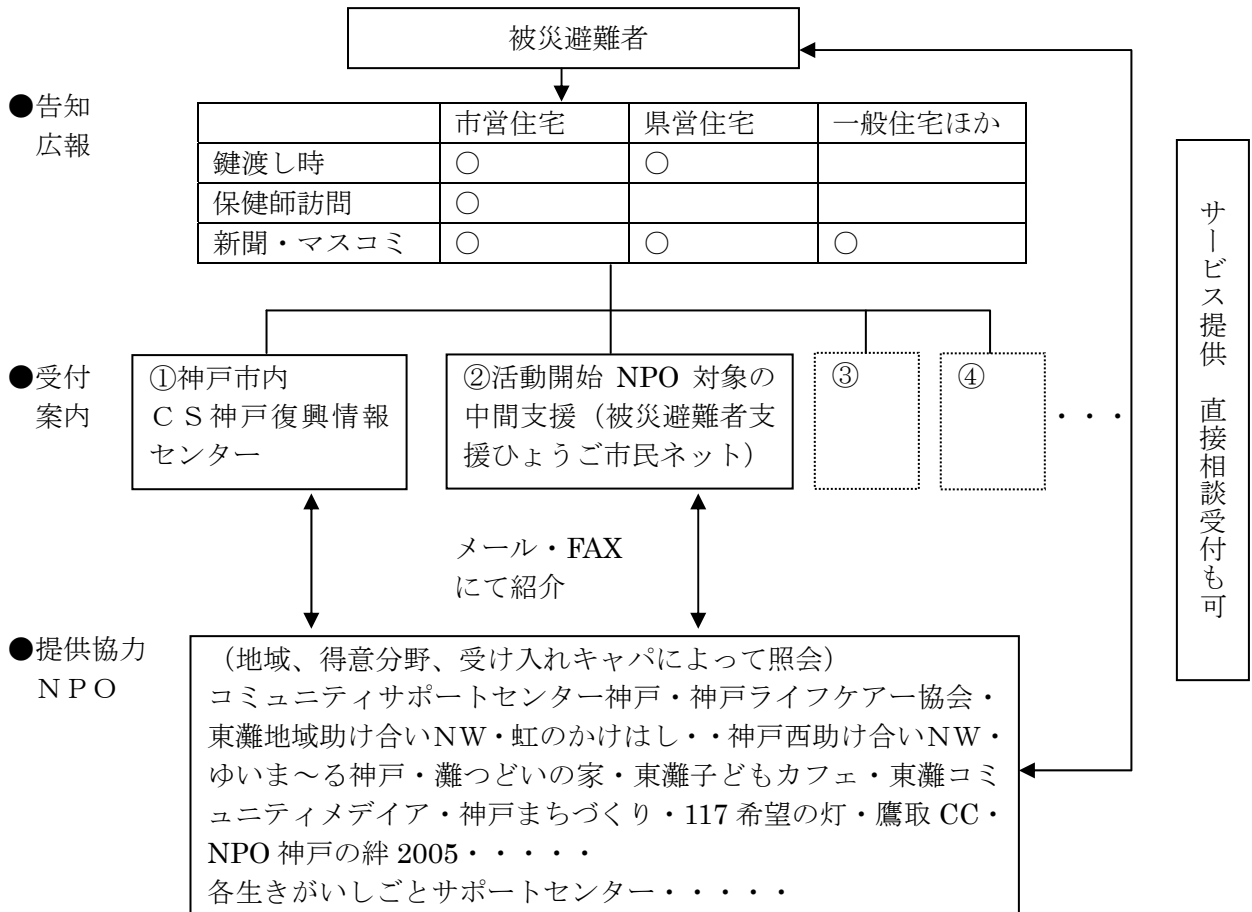 被災避難者
●告知
広報
市営住宅 県営住宅 一般住宅ほか
鍵渡し時 ○ ○
保健師訪問 ○
新聞・マスコミ ○ ○ ○
●受付
案内
①神戸市内
ＣＳ神戸復興情報
センター
②活動開始 NPO 対象の
中間支援（被災避難者支
援ひょうご市民ネット）
③
④
・・・
サービス提供　直接相談受付も可
メール・FAX
にて紹介
●提供協力
ＮＰＯ
（地域、得意分野、受け入れキャパによって照会）
コミュニティサポートセンター神戸・神戸ライフケアー協会・
東灘地域助け合いＮＷ・虹のかけはし・・神戸西助け合いＮＷ・
ゆいま～る神戸・灘つどいの家・東灘子どもカフェ・東灘コミ
ュニティメデイア・神戸まちづくり・117 希望の灯・鷹取 CC・
NPO 神戸の絆 2005・・・・・
各生きがいしごとサポートセンター・・・・・